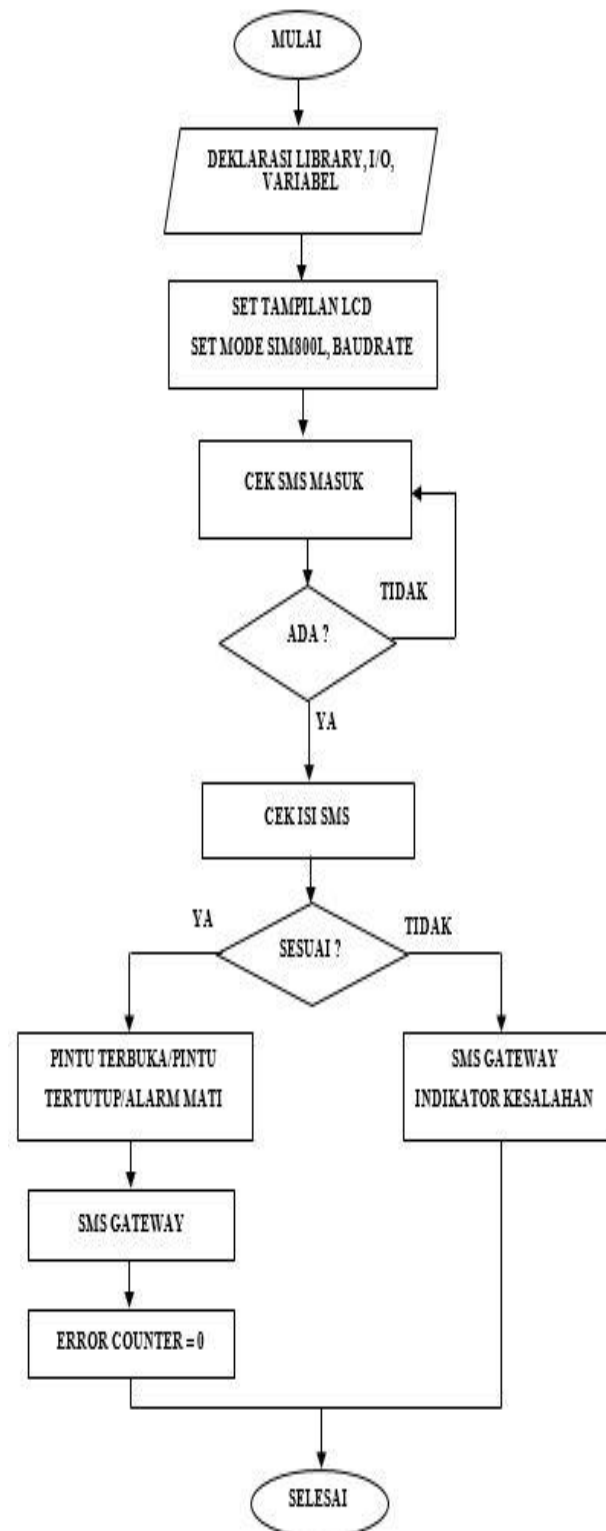 MULAI
DEKLARASI LIBRARY, I/O,
VARIABEL
SET TAMPILAN LCD
SET MODE SIM800L, BAUDRATE
CEK SMS MASUK
TIDAK
ADA ?
YA
CEK ISI SMS
YA
TIDAK
SESUAI ?
PINTU TERBUKA/PINTU
TERTUTUP/ALARM MATI
SMS GATEWAY
INDIKATOR KESALAHAN
SMS GATEWAY
ERROR COUNTER = 0
SELESAI